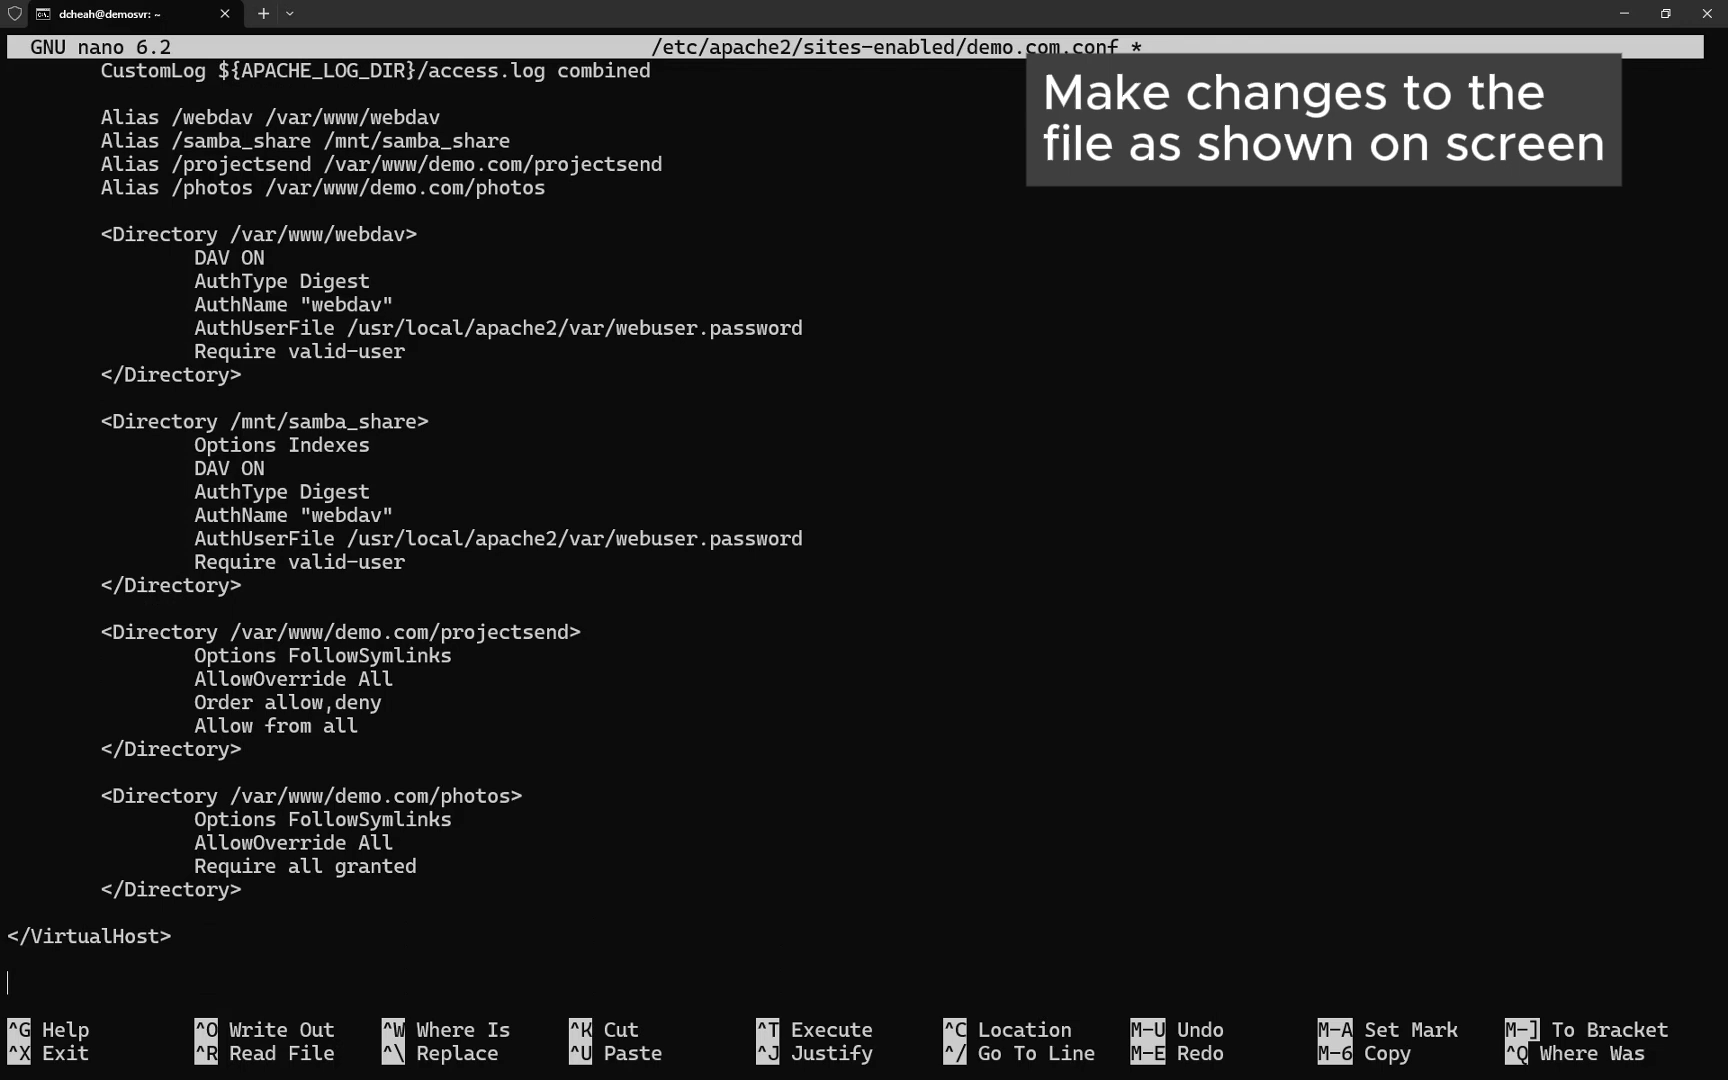 dcheah@demosvr: ~
GNU nano 6.2 /etc/apache2/sites-enabled/demo.com.conf *
Make changes to the
file as shown on screen
CustomLog ${APACHE_LOG_DIR}/access.log combined
Alias /webdav /var/www/webdav
Alias /samba_share /mnt/samba_share
Alias /projectsend /var/www/demo.com/projectsend
Alias /photos /var/www/demo.com/photos
<Directory /var/www/webdav>
DAV ON
AuthType Digest
AuthName "webdav"
AuthUserFile /usr/local/apache2/var/webuser.password
Require valid-user
</Directory>
<Directory /mnt/samba_share>
Options Indexes
DAV ON
AuthType Digest
AuthName "webdav"
AuthUserFile /usr/local/apache2/var/webuser.password
Require valid-user
</Directory>
<Directory /var/www/demo.com/projectsend>
Options FollowSymlinks
AllowOverride All
Order allow,deny
Allow from all
</Directory>
<Directory /var/www/demo.com/photos>
Options FollowSymlinks
AllowOverride All
Require all granted
</Directory>
</VirtualHost>
^G Help ^O Write Out ^W Where Is ^K Cut ^T Execute ^C Location M-U Undo M-A Set Mark M-] To Bracket
^X Exit ^R Read File ^\ Replace ^U Paste ^J Justify ^/ Go To Line M-E Redo M-6 Copy ^Q Where Was